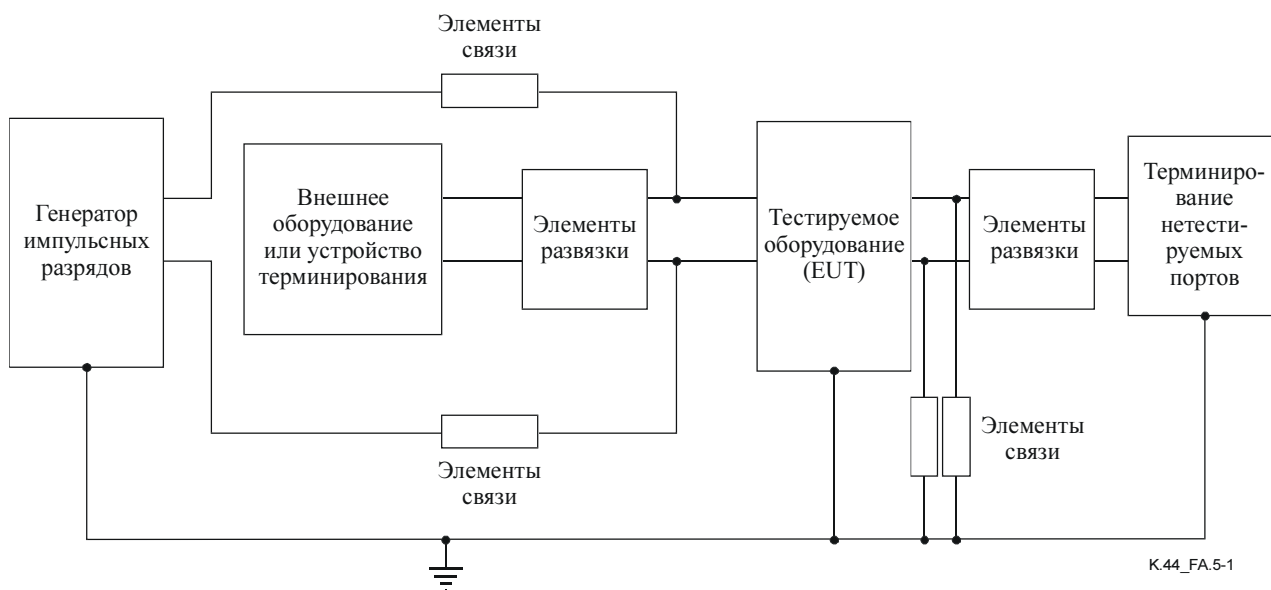 Элементы
связи
Генератор
импульсных
разрядов
Внешнее
оборудование
или устройство
терминирования
Элементы
развязки
Тестируемое
оборудование
(EUT)
Элементы
развязки
Терминиро-
вание
нетести-
руемых
портов
Элементы
связи
Элементы
связи
K.44_FA.5-1